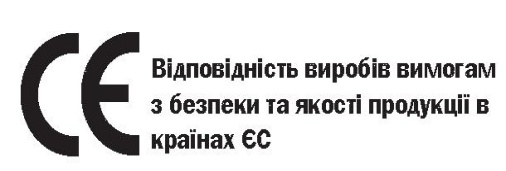 CE
Відповідність виробів вимогам
з безпеки та якості продукції в
країнах ЄС